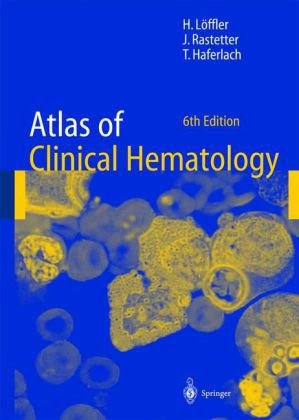 H. Löffler
J. Rastetter
T. Haferlach
Atlas of
6th Edition
Clinical Hematology
Springer